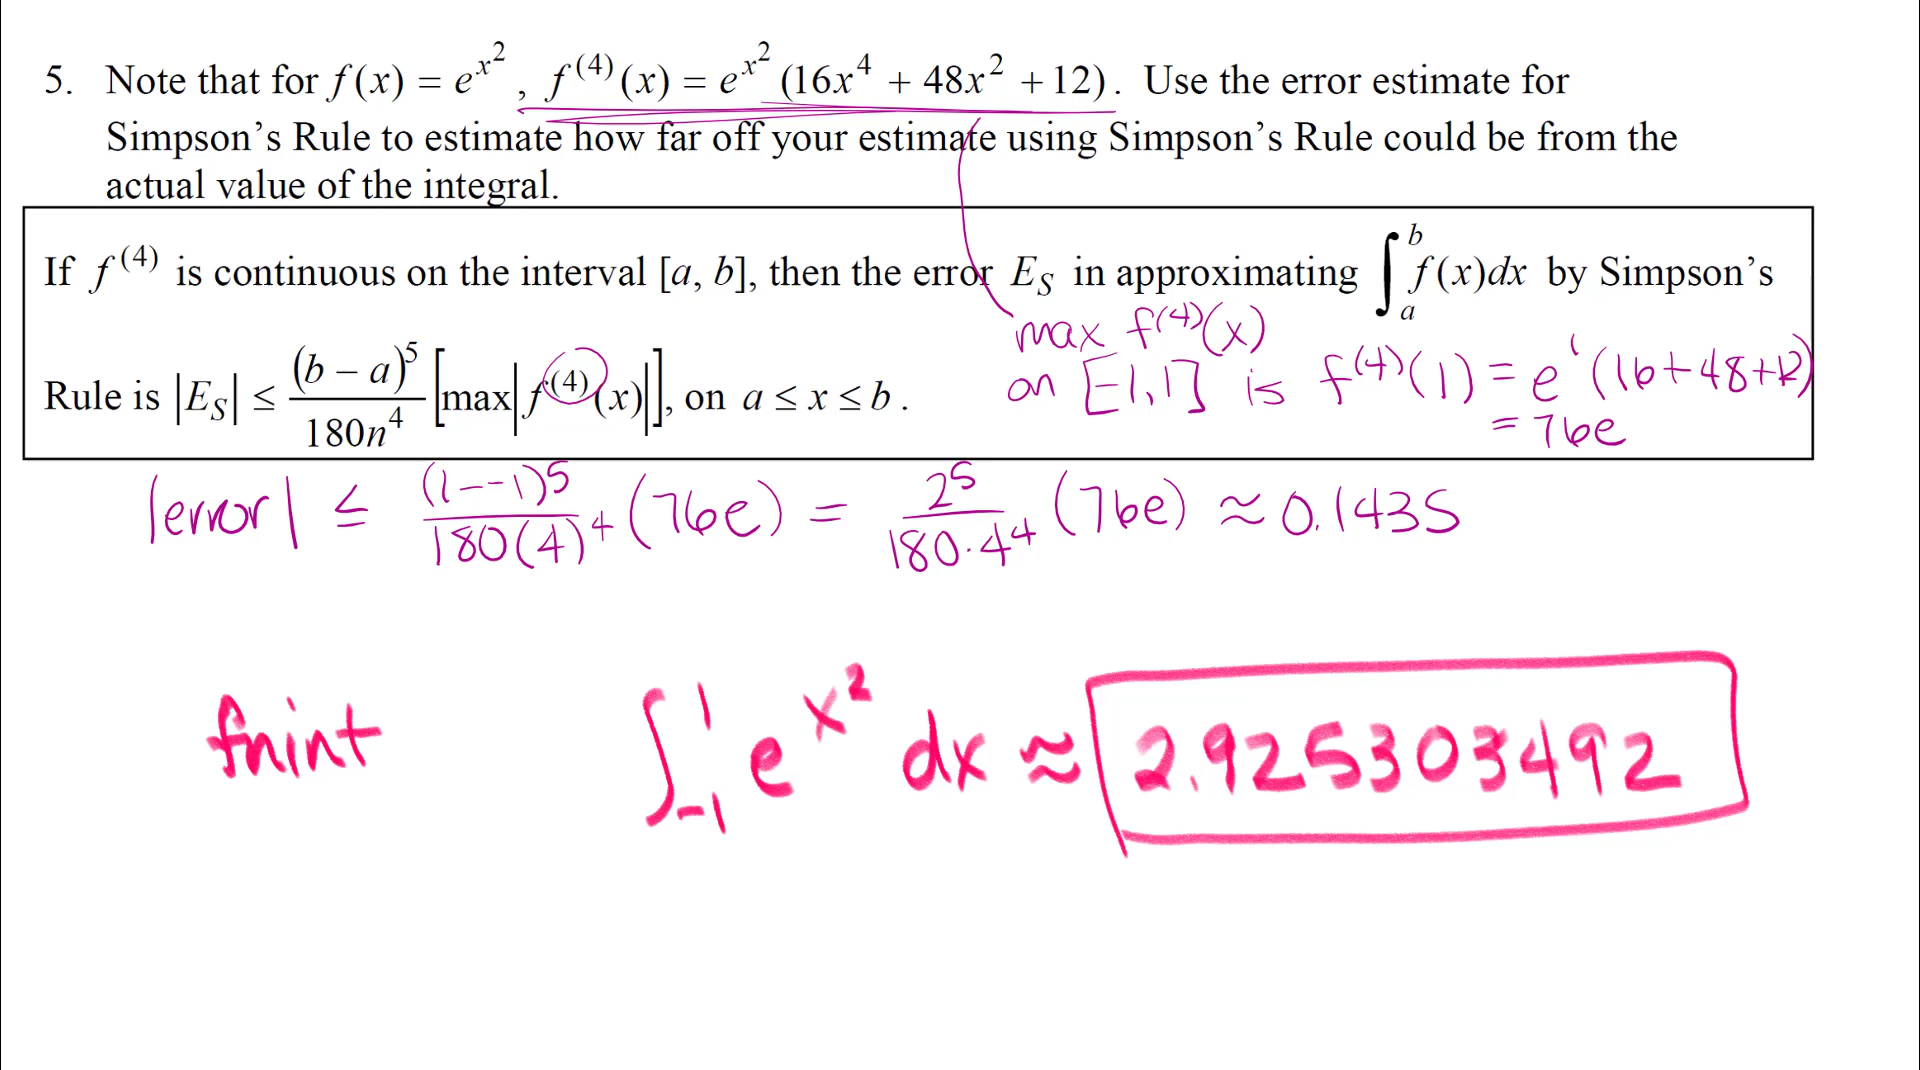 5. Note that for f(x) = e^{x^2}, f^{(4)}(x) = e^{x^2}(16x^4 + 48x^2 + 12). Use the error estimate for
Simpson’s Rule to estimate how far off your estimate using Simpson’s Rule could be from the
actual value of the integral.
If f^{(4)} is continuous on the interval [a, b], then the error E_S in approximating ∫_a^b f(x)dx by Simpson’s
Rule is |E_S| ≤ (b − a)^5/(180n^4) [max|f^{(4)}(x)|], on a ≤ x ≤ b.
max f^{(4)}(x)
on [-1,1] is f^{(4)}(1) = e^1(16+48+12)
= 76e
|error| ≤ (1--1)^5/(180(4)^4) (76e) = 2^5/(180·4^4) (76e) ≈ 0.1435
fnint ∫_{-1}^{1} e^{x^2} dx ≈ 2.925303492